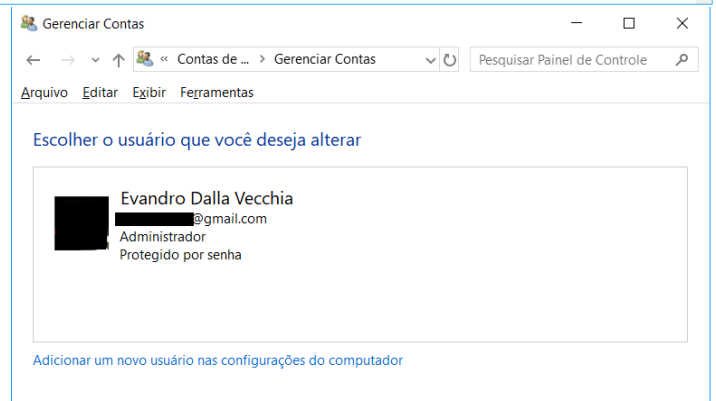 Gerenciar Contas
« Contas de ... > Gerenciar Contas
Pesquisar Painel de Controle
Arquivo Editar Exibir Ferramentas
Escolher o usuário que você deseja alterar
Evandro Dalla Vecchia
@gmail.com
Administrador
Protegido por senha
Adicionar um novo usuário nas configurações do computador